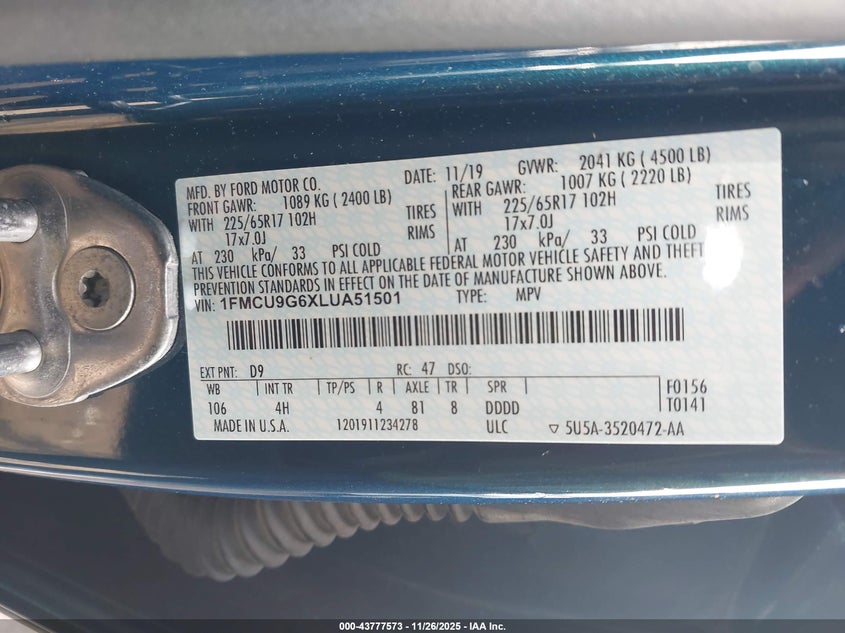 MFD. BY FORD MOTOR CO. DATE: 11/19 GVWR: 2041 KG ( 4500 LB)
FRONT GAWR: 1089 KG ( 2400 LB) REAR GAWR: 1007 KG ( 2220 LB)
WITH 225/65R17 102H TIRES WITH 225/65R17 102H TIRES
17x7.0J RIMS 17x7.0J RIMS
AT 230 kPa/ 33 PSI COLD AT 230 kPa/ 33 PSI COLD
THIS VEHICLE CONFORMS TO ALL APPLICABLE FEDERAL MOTOR VEHICLE SAFETY AND THEFT
PREVENTION STANDARDS IN EFFECT ON THE DATE OF MANUFACTURE SHOWN ABOVE.
VIN: 1FMCU9G6XLUA51501 TYPE: MPV
EXT PNT: D9 RC: 47 DSO:
WB INT TR TP/PS R AXLE TR SPR F0156
106 4H 4 81 8 DDDD T0141
MADE IN U.S.A. 1201911234278 ULC ▽ 5U5A-3520472-AA
000-43777573 - 11/26/2025 - IAA Inc.